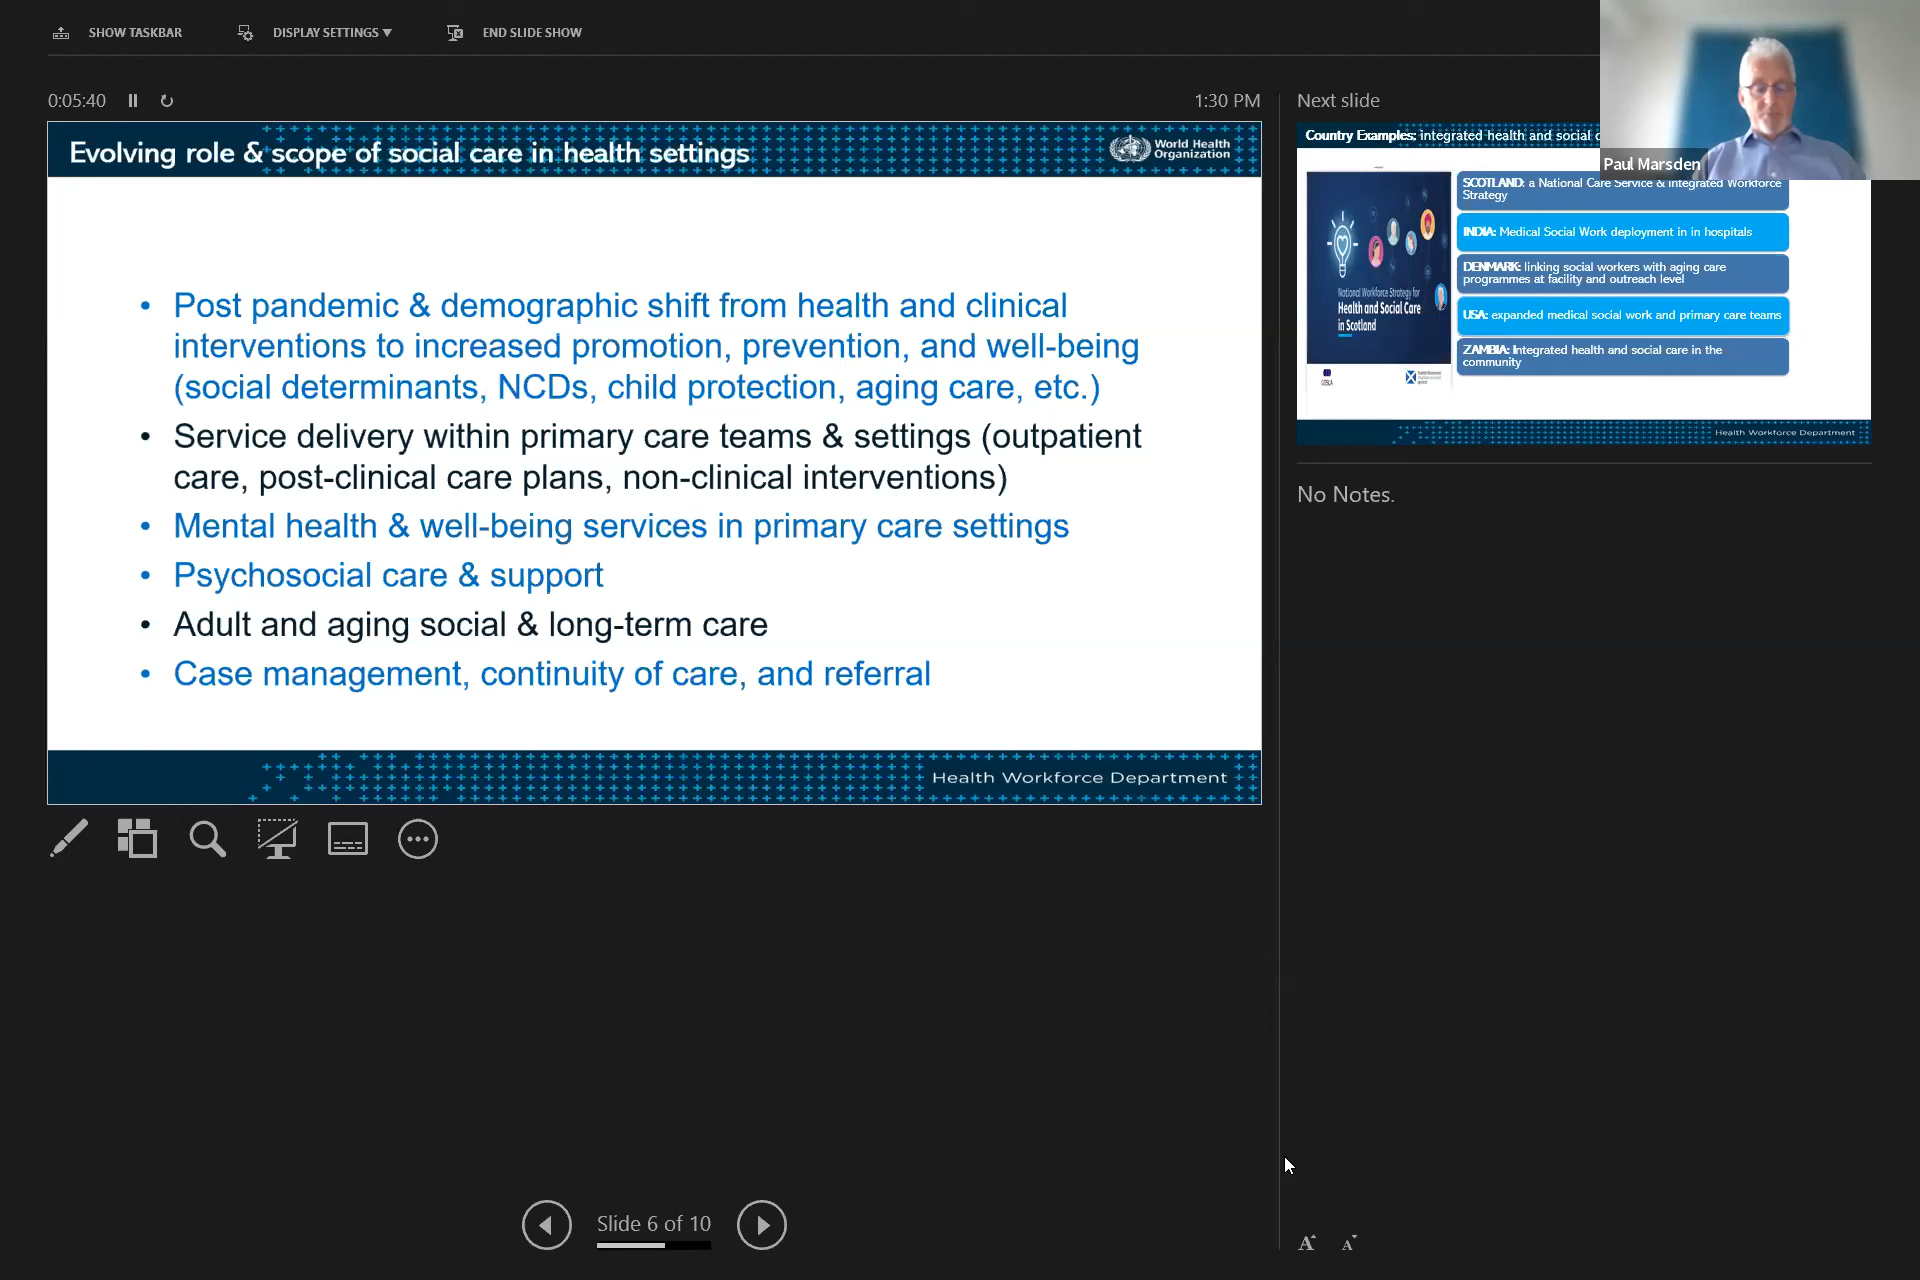 SHOW TASKBAR
DISPLAY SETTINGS ▼
END SLIDE SHOW
0:05:40
1:30 PM
Evolving role & scope of social care in health settings
World Health
Organization
• Post pandemic & demographic shift from health and clinical
interventions to increased promotion, prevention, and well-being
(social determinants, NCDs, child protection, aging care, etc.)
• Service delivery within primary care teams & settings (outpatient
care, post-clinical care plans, non-clinical interventions)
• Mental health & well-being services in primary care settings
• Psychosocial care & support
• Adult and aging social & long-term care
• Case management, continuity of care, and referral
Health Workforce Department
Slide 6 of 10
Next slide
Country Examples: integrated health and social
Paul Marsden
National Workforce Strategy for
Health and Social Care
in Scotland
COSLA
SCOTLAND: a National Care Service & integrated Workforce
Strategy
INDIA: Medical Social Work deployment in in hospitals
DENMARK: linking social workers with aging care
programmes at facility and outreach level
USA: expanded medical social work and primary care teams
ZAMBIA: Integrated health and social care in the
community
Health Workforce Department
No Notes.
A A